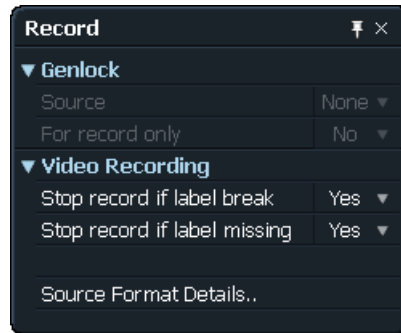 Record
Genlock
Source None
For record only No
Video Recording
Stop record if label break Yes
Stop record if label missing Yes
Source Format Details..